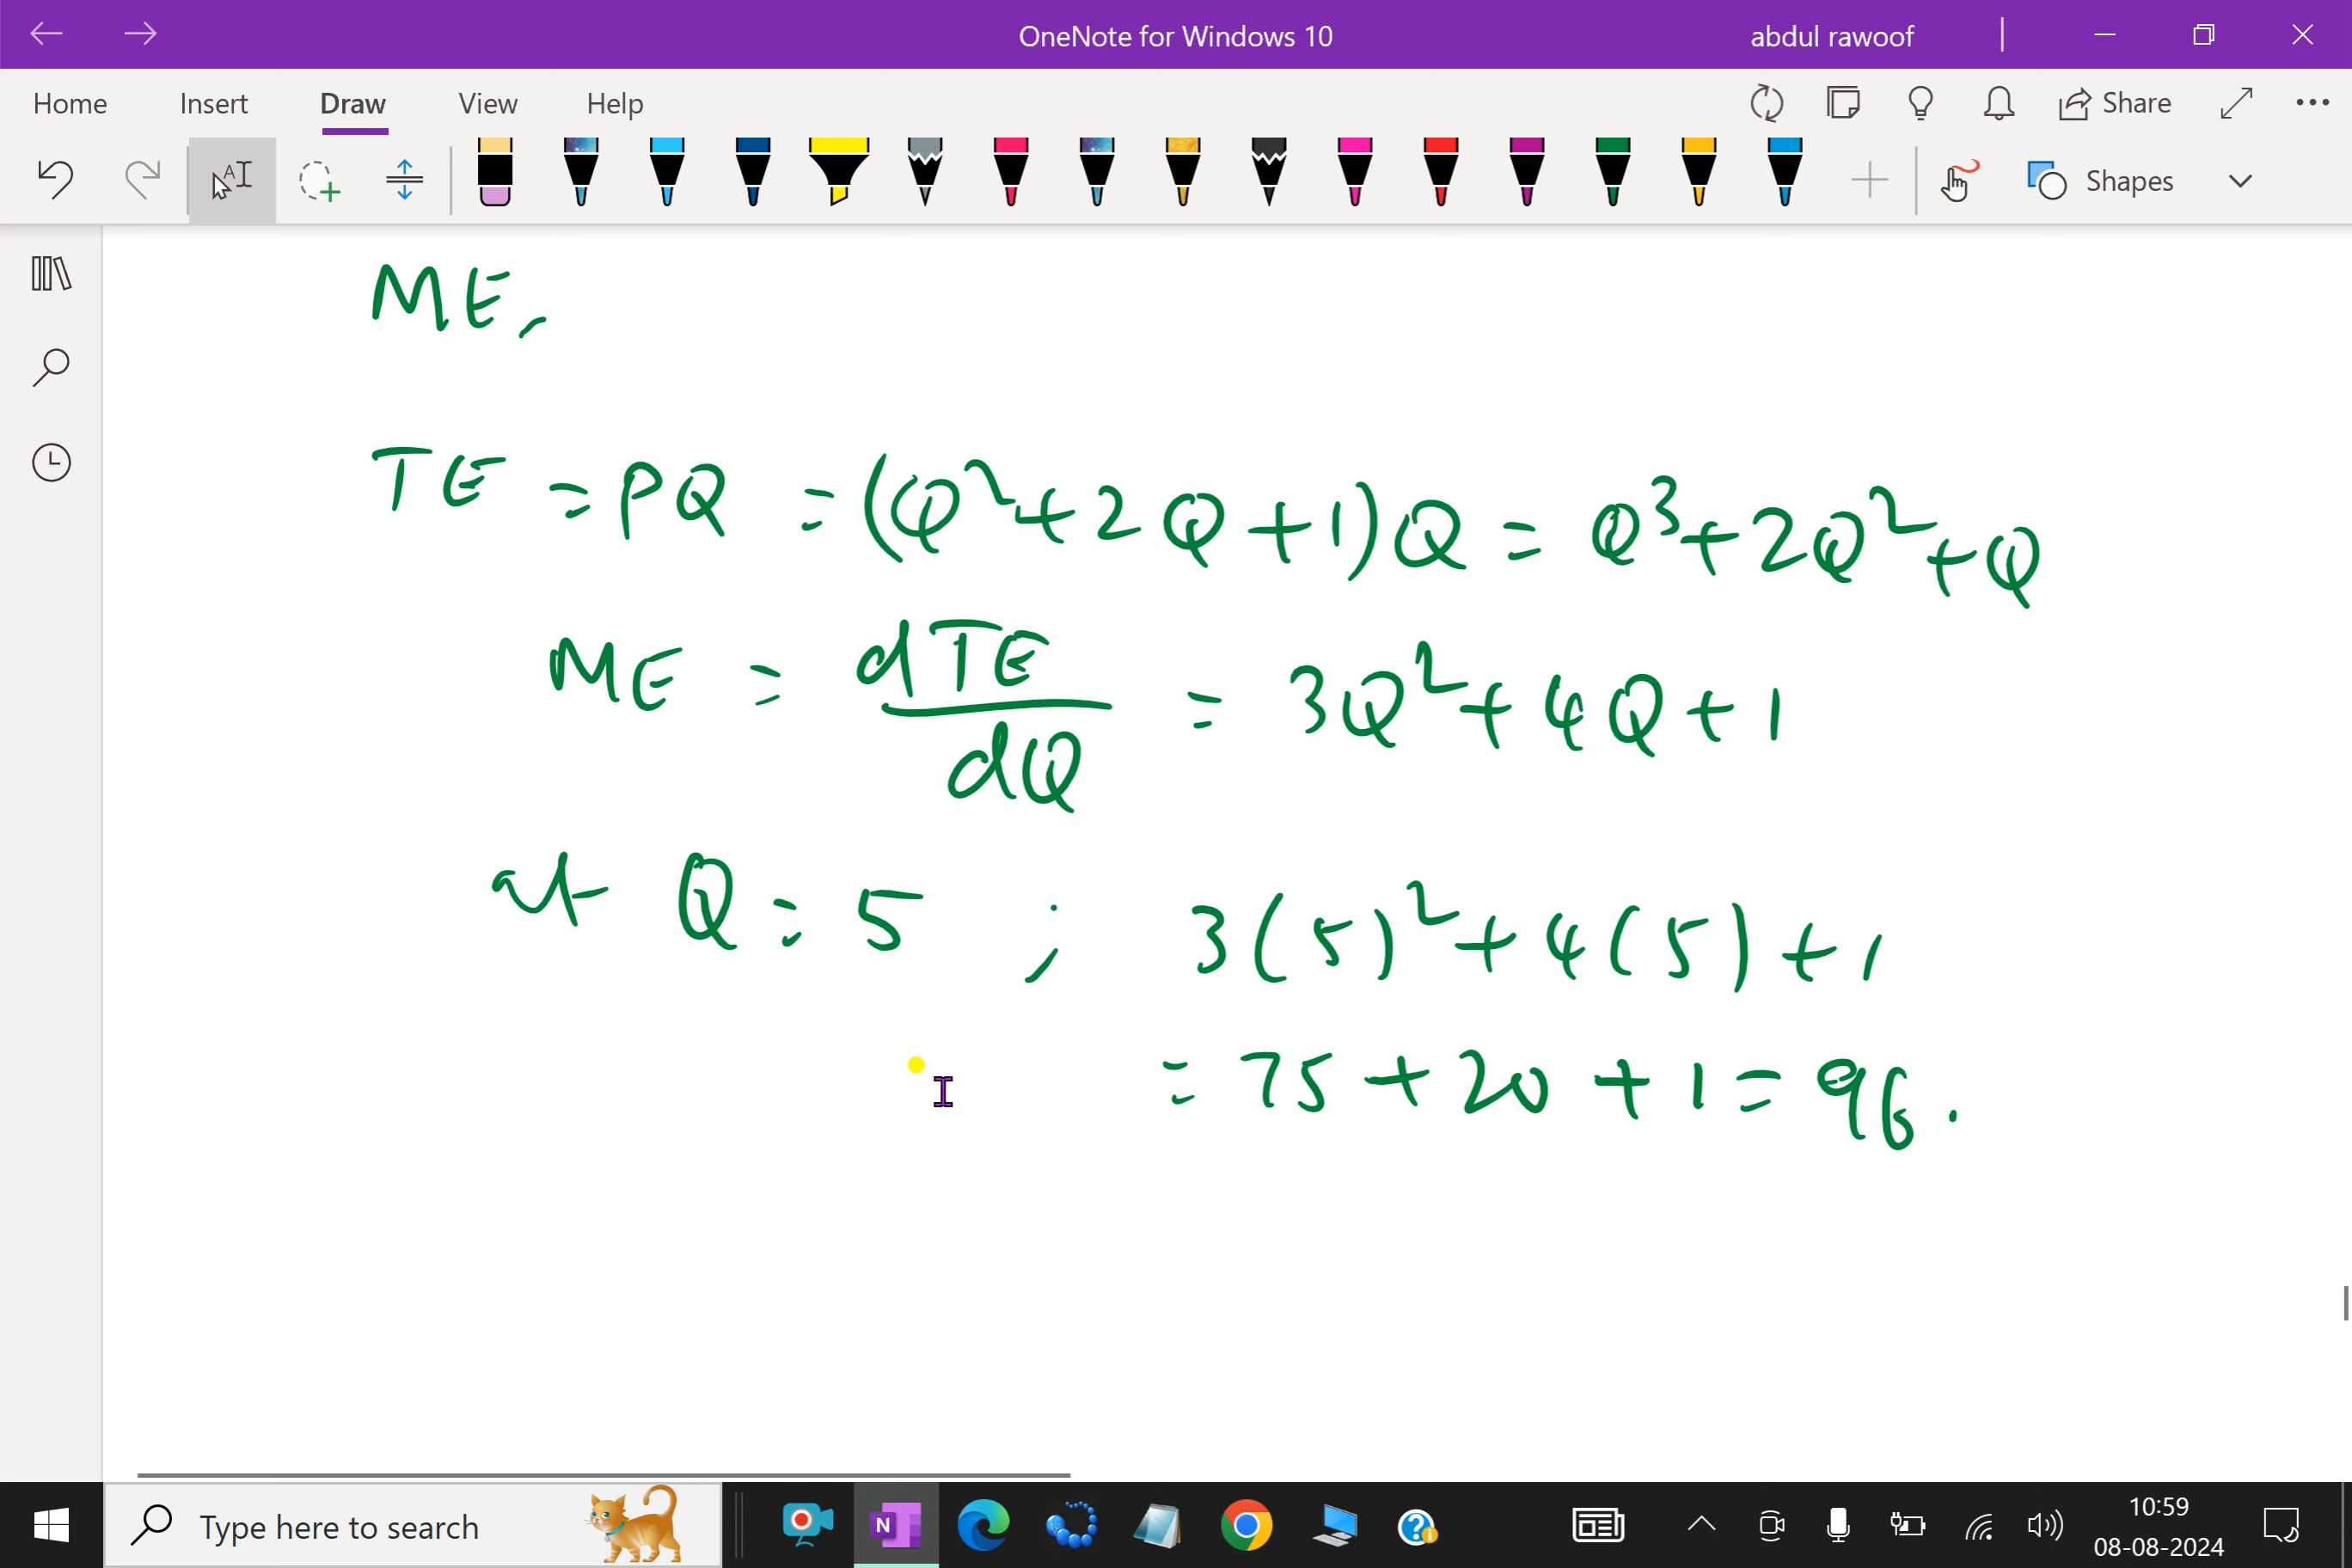 OneNote for Windows 10
abdul rawoof
Home Insert Draw View Help
Share
Shapes
ME,
TE = PQ = (Q²+2Q+1)Q = Q³+2Q²+Q
ME = dTE/dQ = 3Q²+4Q+1
at Q = 5 ; 3(5)²+4(5)+1
= 75+20+1 = 96.
Type here to search
10:59
08-08-2024